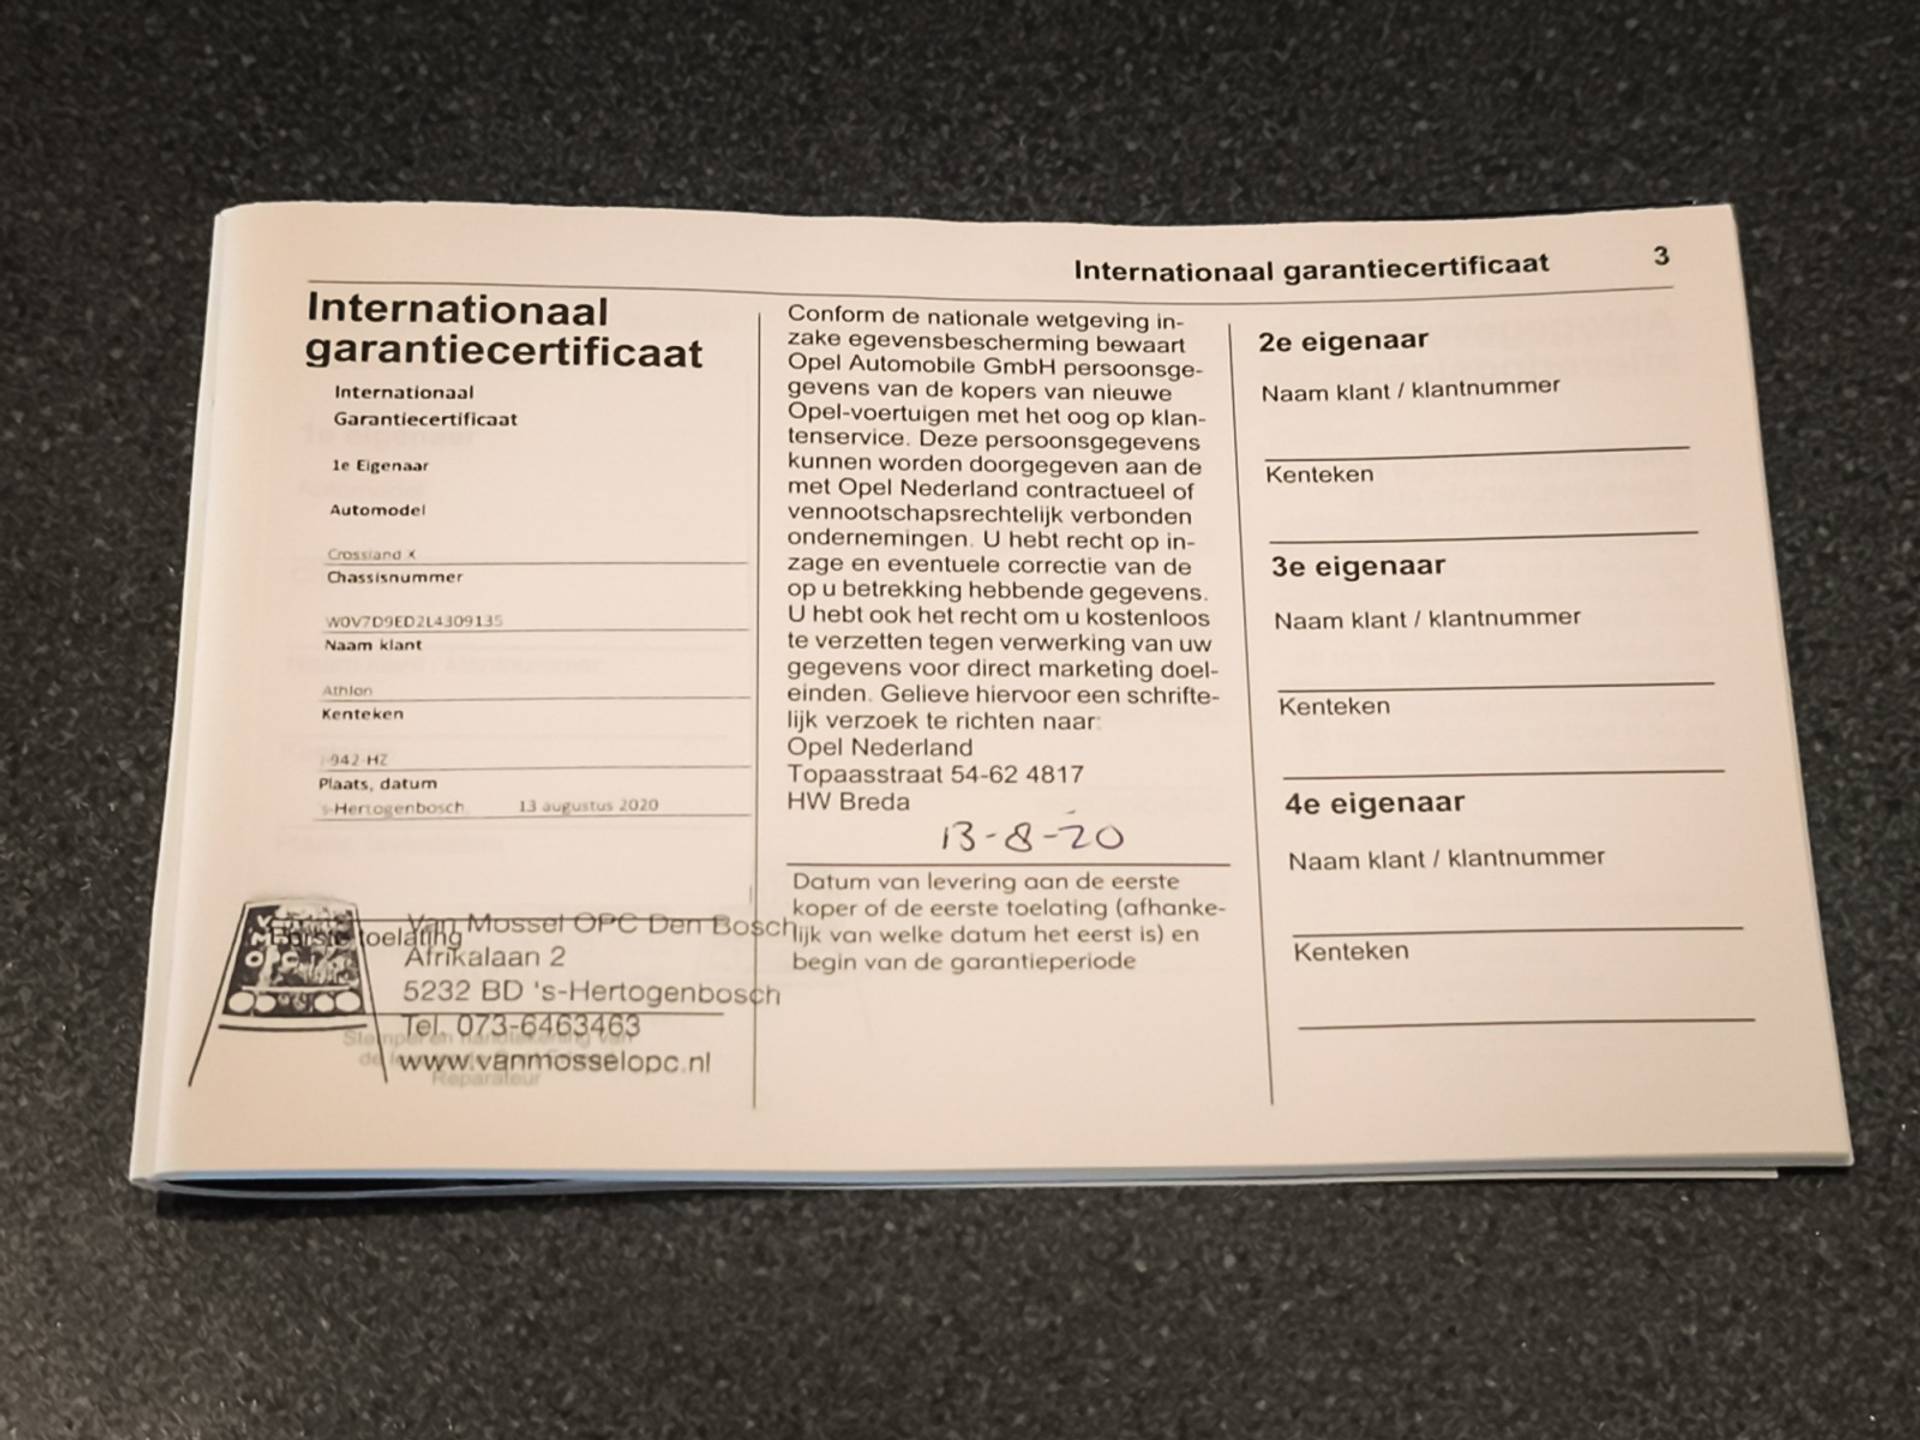 Internationaal garantiecertificaat 3
Internationaal
garantiecertificaat
Internationaal
Garantiecertificaat
1e Eigenaar
Automodel
Crossland X
Chassisnummer
W0V7D9ED2L4309135
Naam klant
Athlon
Kenteken
-942-HZ
Plaats, datum
's-Hertogenbosch 13 augustus 2020
Eerste toelating
Van Mossel OPC Den Bosch
Afrikalaan 2
5232 BD 's-Hertogenbosch
Tel. 073-6463463
Stempel en handtekening van
www.vanmosselopc.nl
Reparateur
Conform de nationale wetgeving in-
zake egevensbescherming bewaart
Opel Automobile GmbH persoonsge-
gevens van de kopers van nieuwe
Opel-voertuigen met het oog op klan-
tenservice. Deze persoonsgegevens
kunnen worden doorgegeven aan de
met Opel Nederland contractueel of
vennootschapsrechtelijk verbonden
ondernemingen. U hebt recht op in-
zage en eventuele correctie van de
op u betrekking hebbende gegevens.
U hebt ook het recht om u kostenloos
te verzetten tegen verwerking van uw
gegevens voor direct marketing doel-
einden. Gelieve hiervoor een schrifte-
lijk verzoek te richten naar:
Opel Nederland
Topaasstraat 54-62 4817
HW Breda
13-8-20
Datum van levering aan de eerste
koper of de eerste toelating (afhanke-
lijk van welke datum het eerst is) en
begin van de garantieperiode
2e eigenaar
Naam klant / klantnummer
Kenteken
3e eigenaar
Naam klant / klantnummer
Kenteken
4e eigenaar
Naam klant / klantnummer
Kenteken